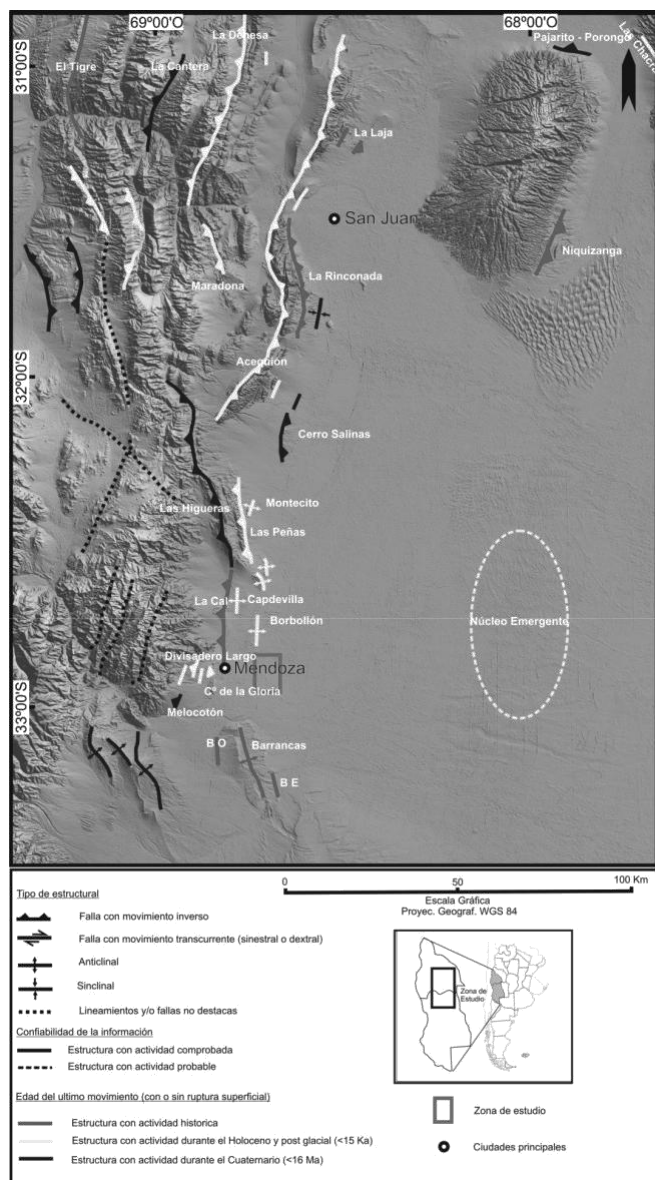 69°00'O
68°00'O
31°00'S
La Dehesa
Pajarito - Porongo
Las Chacra
El Tigre
La Cantera
La Laja
San Juan
Niquizanga
La Rinconada
Maradona
Acequión
32°00'S
Cerro Salinas
Las Higueras
Montecito
Las Peñas
La Cal
Capdevilla
Borbollón
Núcleo Emergente
Divisadero Largo
Mendoza
Cº de la Gloria
33°00'S
Melocotón
B O
Barrancas
B E
Tipo de estructural
Falla con movimiento inverso
Falla con movimiento transcurrente (sinestral o dextral)
Anticlinal
Sinclinal
Lineamientos y/o fallas no destacas
Confiabilidad de la información
Estructura con actividad comprobada
Estructura con actividad probable
Edad del ultimo movimiento (con o sin ruptura superficial)
Estructura con actividad historica
Estructura con actividad durante el Holoceno y post glacial (<15 Ka)
Estructura con actividad durante el Cuaternario (<16 Ma)
0
50
100 Km
Escala Gráfica
Proyec. Geograf. WGS 84
Zona de
Estudio
Zona de estudio
Ciudades principales